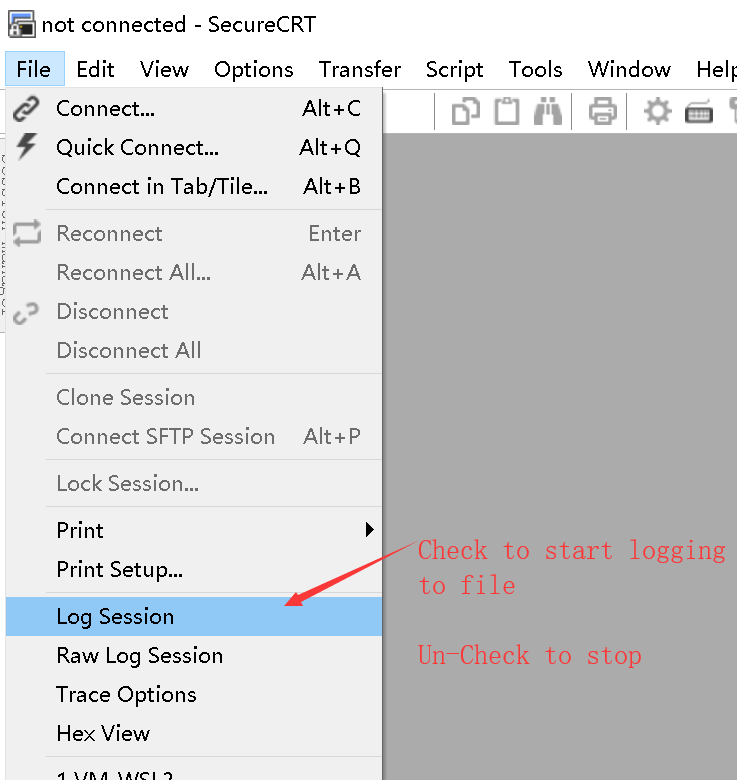 not connected - SecureCRT
File Edit View Options Transfer Script Tools Window Help
Connect... Alt+C
Quick Connect... Alt+Q
Connect in Tab/Tile... Alt+B
Reconnect Enter
Reconnect All... Alt+A
Disconnect
Disconnect All
Clone Session
Connect SFTP Session Alt+P
Lock Session...
Print
Print Setup...
Check to start logging
to file
Log Session
Un-Check to stop
Raw Log Session
Trace Options
Hex View
1 VM-WSL2